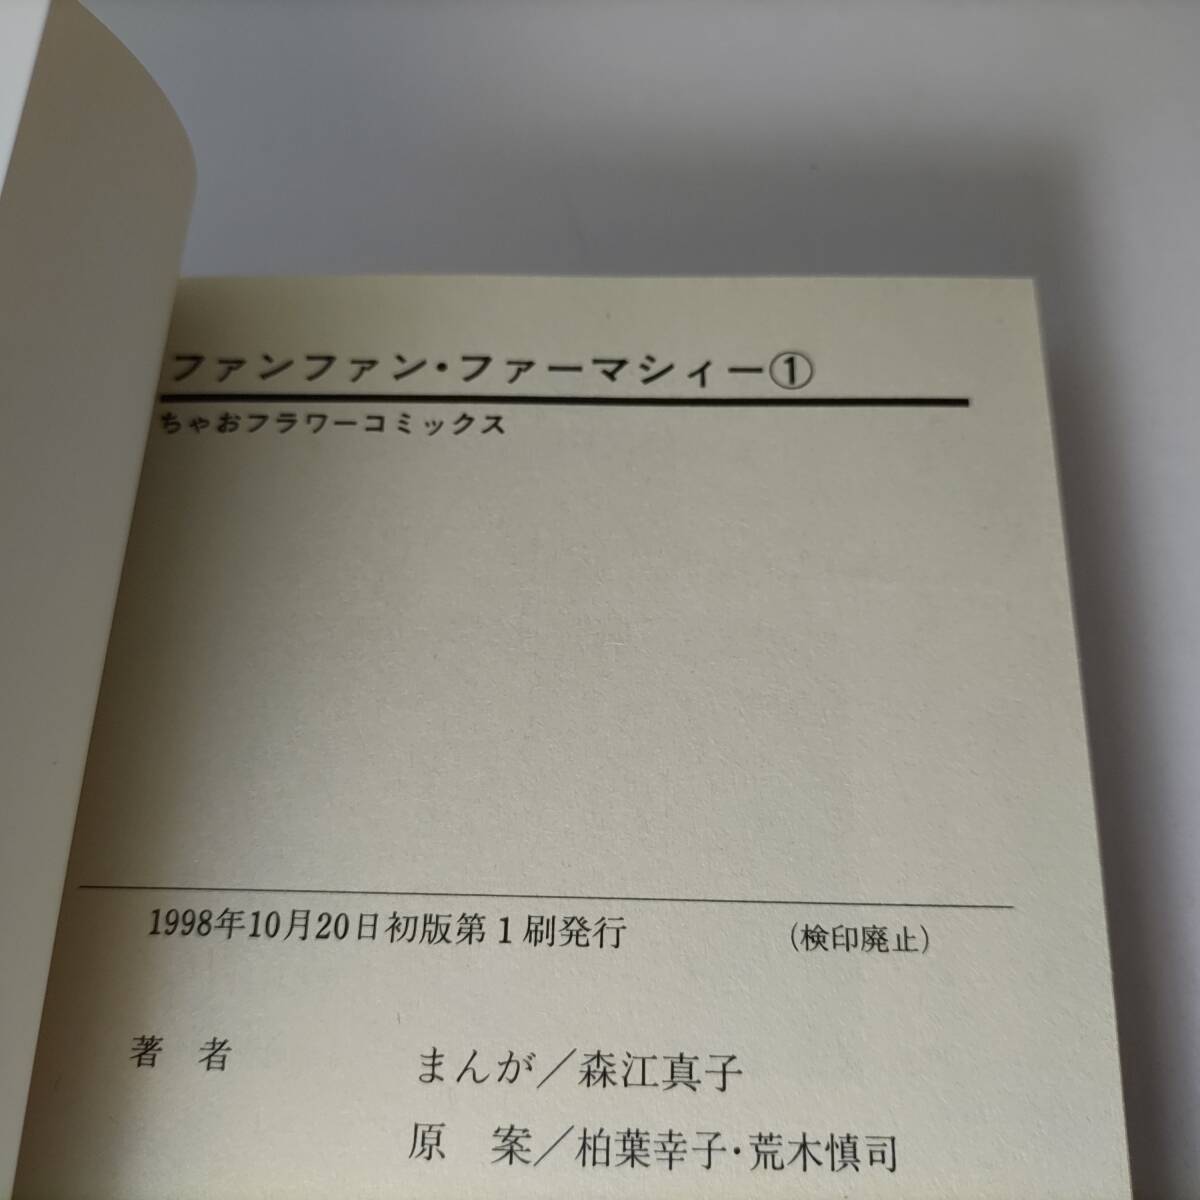 ファンファン・ファーマシィー①
ちゃおフラワーコミックス
1998年10月20日初版第1刷発行 (検印廃止)
著者 まんが／森江真子
原案／柏葉幸子・荒木慎司